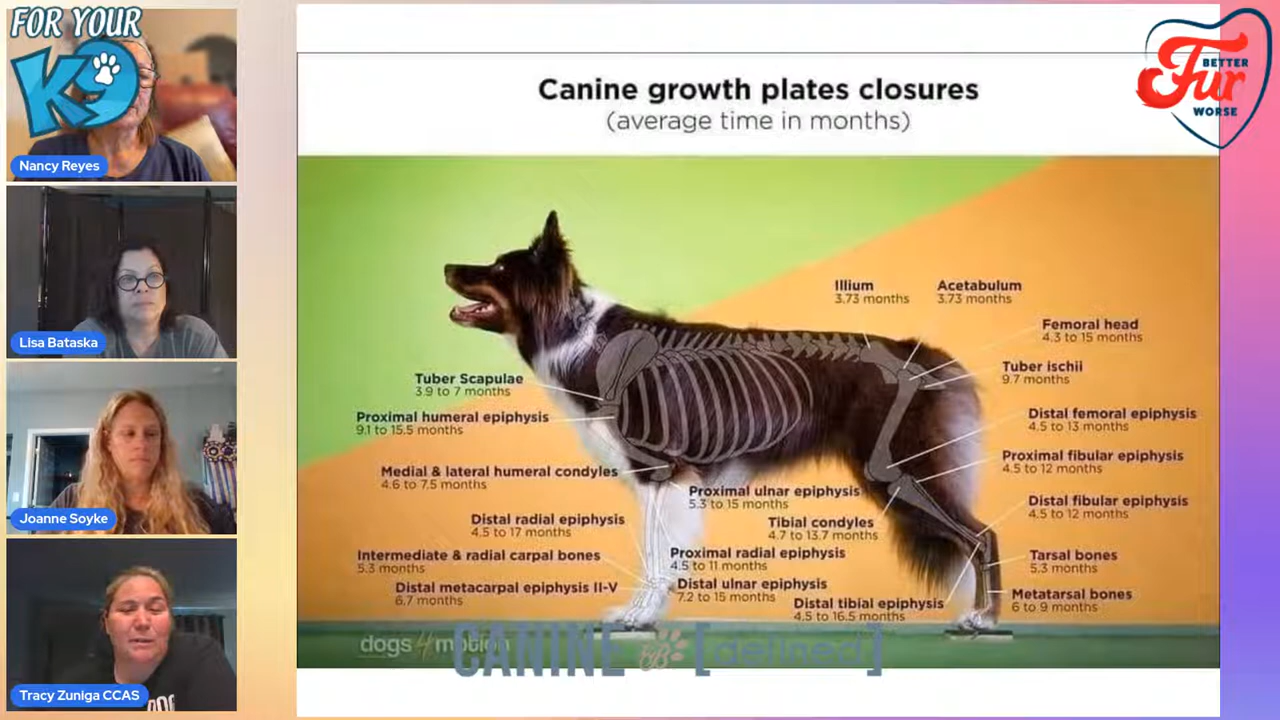 FOR YOUR
K9
Nancy Reyes
Lisa Bataska
Joanne Soyke
Tracy Zuniga CCAS
BETTER
Fur
WORSE
Canine growth plates closures
(average time in months)
Illium
3.73 months
Acetabulum
3.73 months
Femoral head
4.3 to 15 months
Tuber ischii
9.7 months
Tuber Scapulae
3.9 to 7 months
Proximal humeral epiphysis
9.1 to 15.5 months
Distal femoral epiphysis
4.5 to 13 months
Proximal fibular epiphysis
4.5 to 12 months
Medial & lateral humeral condyles
4.6 to 7.5 months
Proximal ulnar epiphysis
5.3 to 15 months
Distal fibular epiphysis
4.5 to 12 months
Distal radial epiphysis
4.5 to 17 months
Tibial condyles
4.7 to 13.7 months
Intermediate & radial carpal bones
5.3 months
Proximal radial epiphysis
4.5 to 11 months
Tarsal bones
5.3 months
Distal metacarpal epiphysis II-V
6.7 months
Distal ulnar epiphysis
7.2 to 15 months
Distal tibial epiphysis
4.5 to 16.5 months
Metatarsal bones
6 to 9 months
dogs4motion
CANINE [defined]